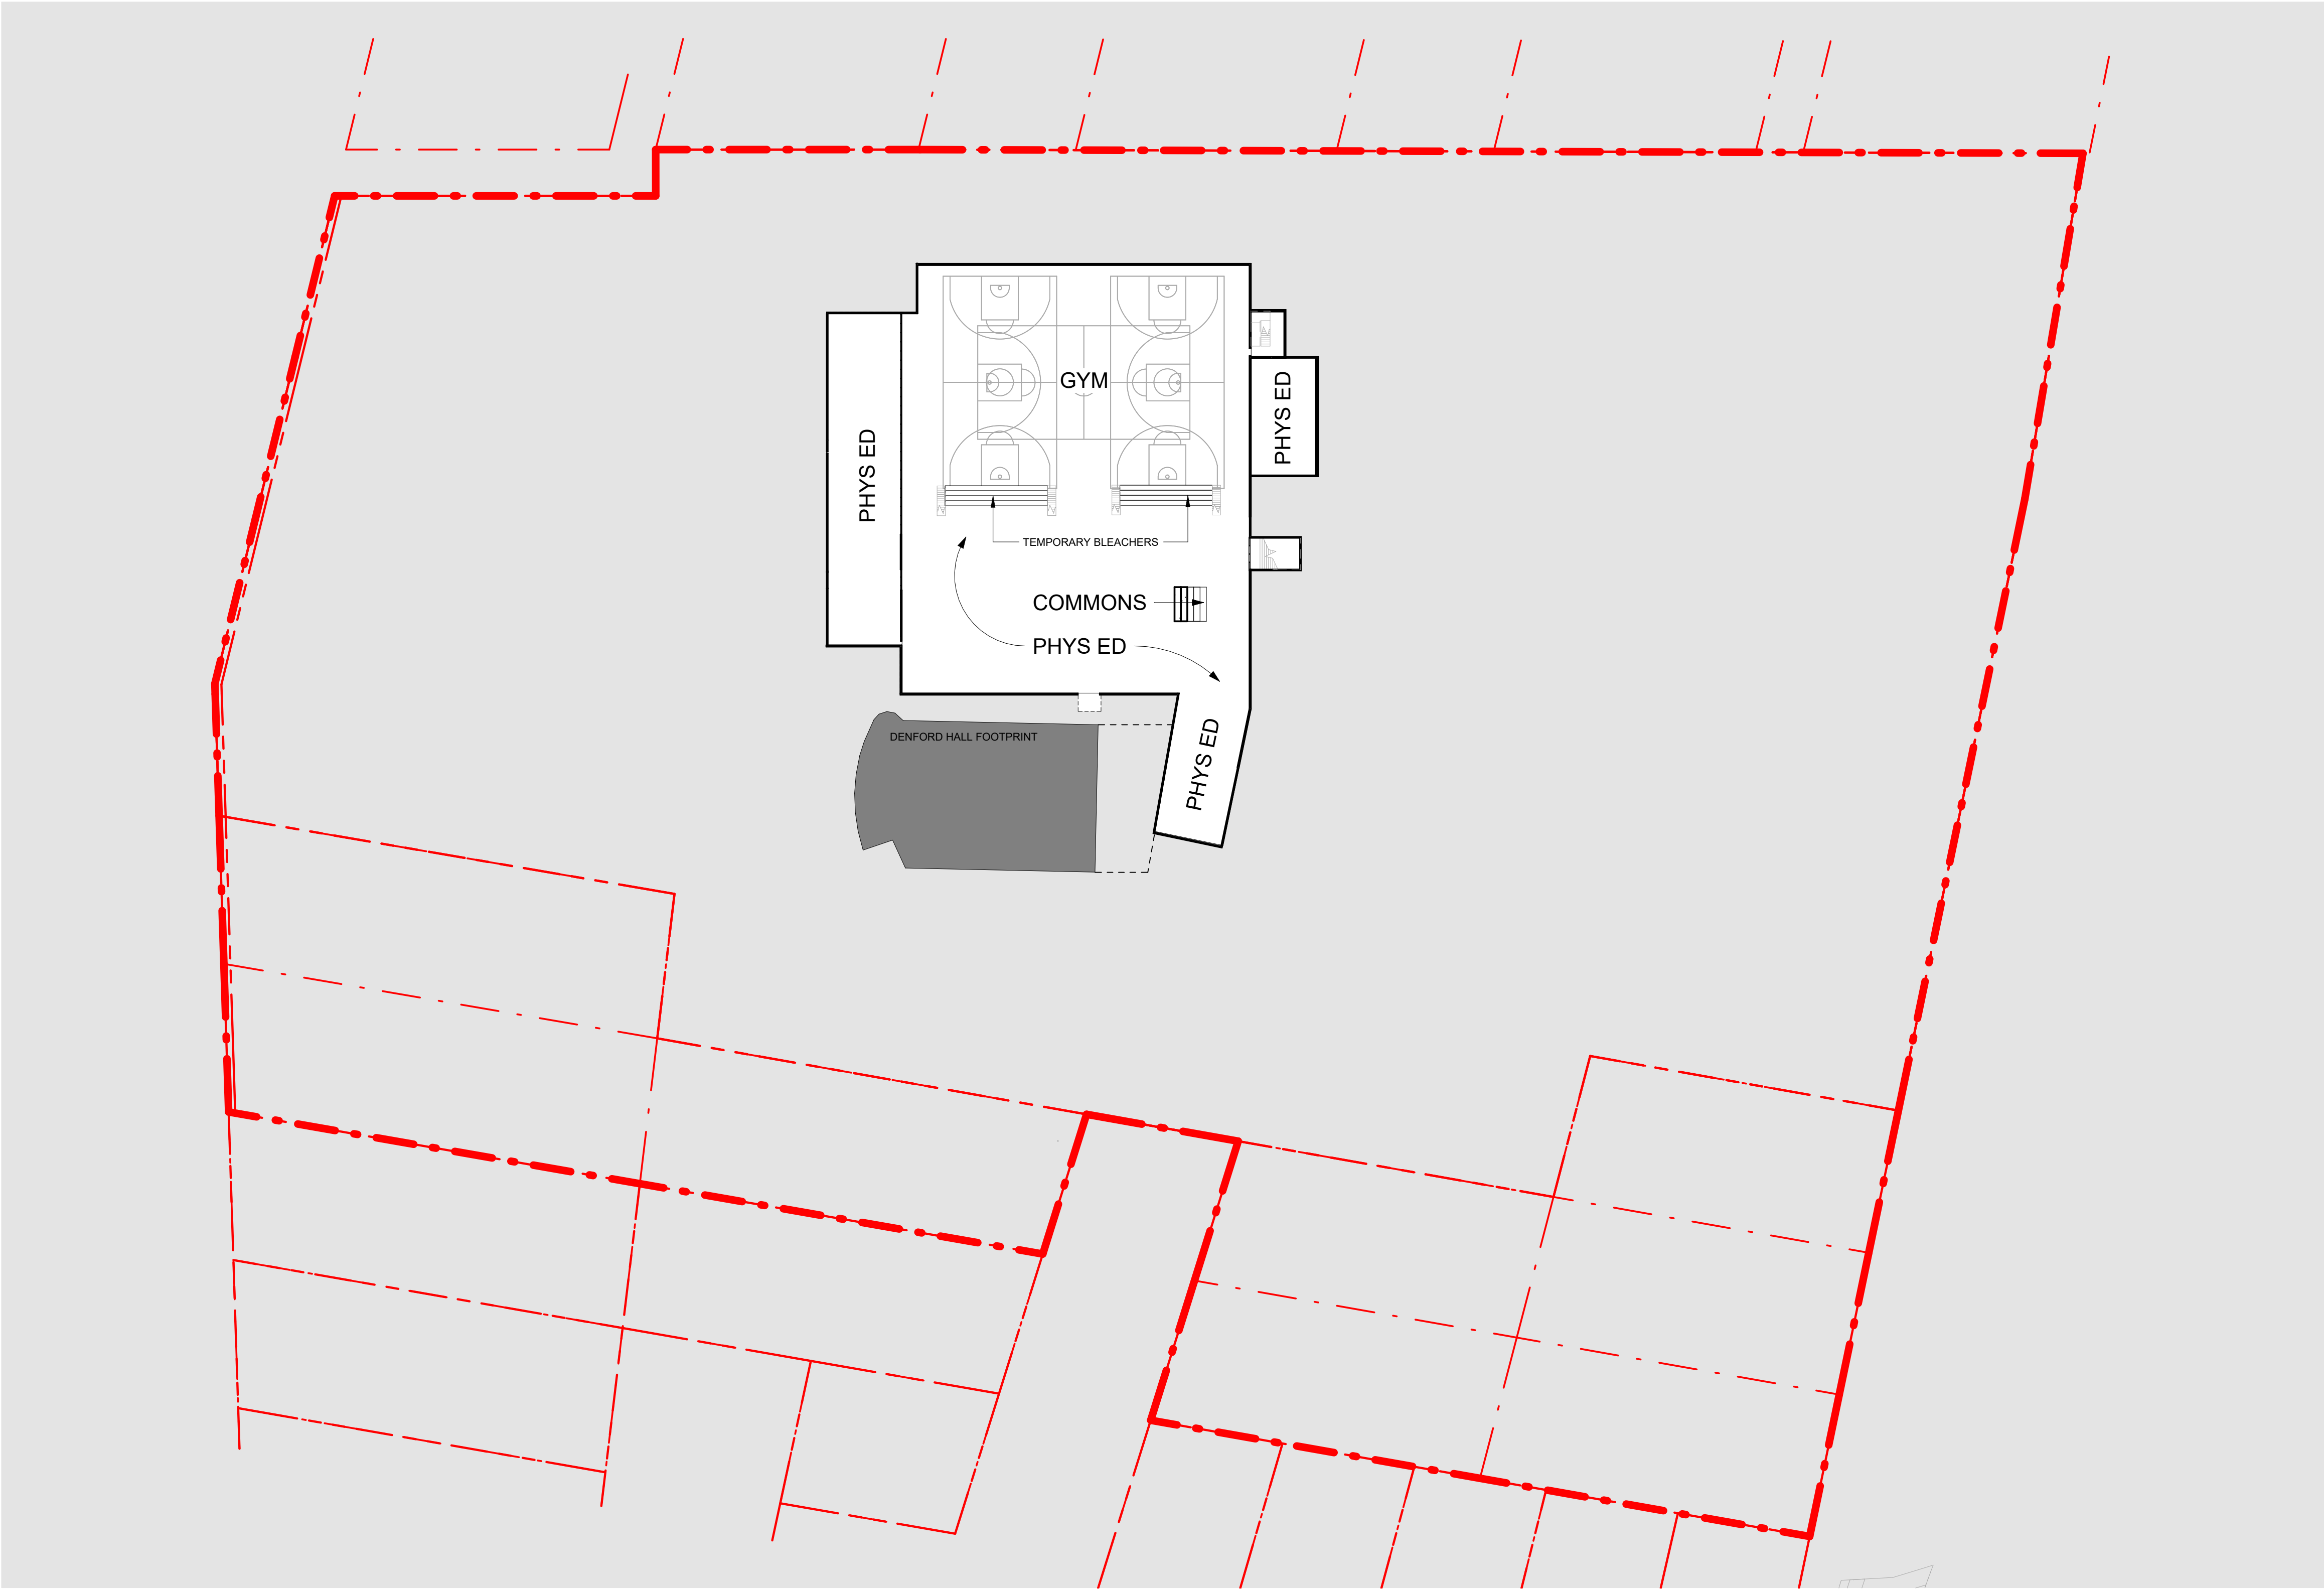 GYM
PHYS ED
PHYS ED
TEMPORARY BLEACHERS
COMMONS
PHYS ED
PHYS ED
DENFORD HALL FOOTPRINT